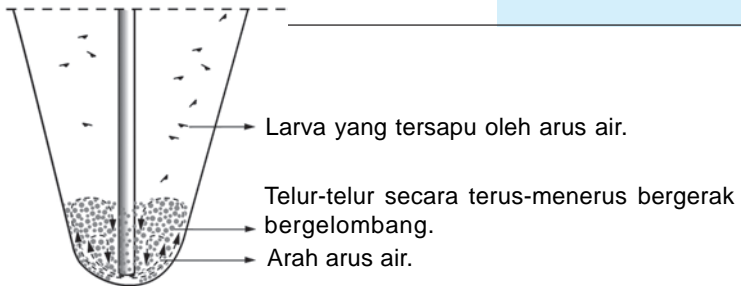 Larva yang tersapu oleh arus air.
Telur-telur secara terus-menerus bergerak
bergelombang.
Arah arus air.